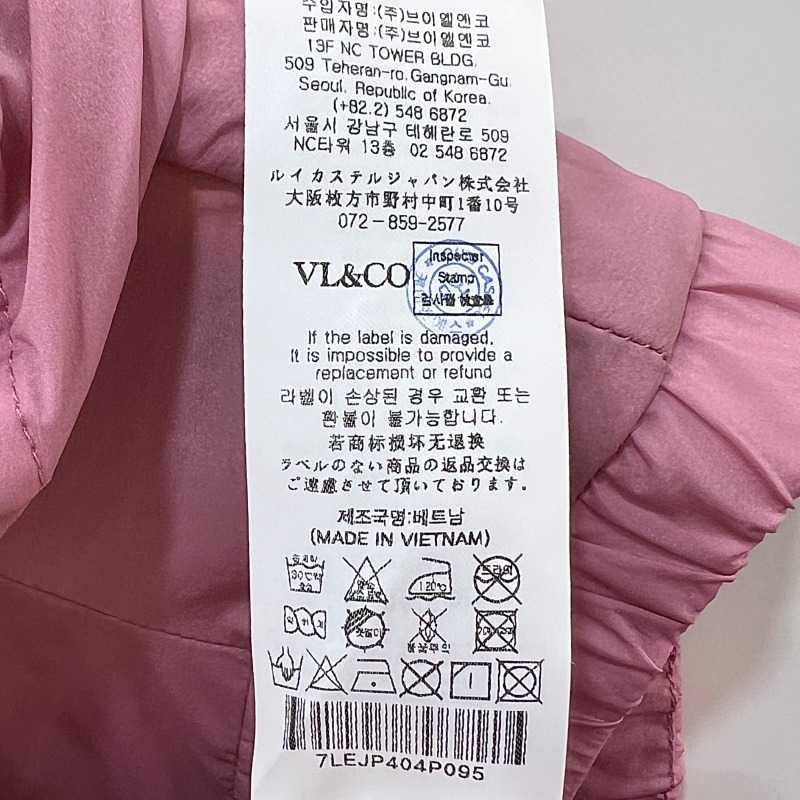 수입자명:(주)브이엘엔코
판매자명:(주)브이엘엔코
13F NC TOWER BLDG.
509 Teheran-ro.Gangnam-Gu.
Seoul, Republic of Korea.
(+82.2) 548 6872
서울시 강남구 테헤란로 509
NC타워 13층 02 548 6872
ルイカステルジャパン株式会社
大阪枚方市野村中町1番10号
072-859-2577
VL&CO
Inspector
Stamp
If the label is damaged,
It is impossible to provide a
replacement or refund
라벨이 손상된 경우 교환 또는
환불이 불가능합니다.
若商标损坏无退换
ラベルのない商品の返品交換は
ご遠慮させて頂いております。
제조국명:베트남
(MADE IN VIETNAM)
30℃ 120℃ 드라이
7LEJP404P095